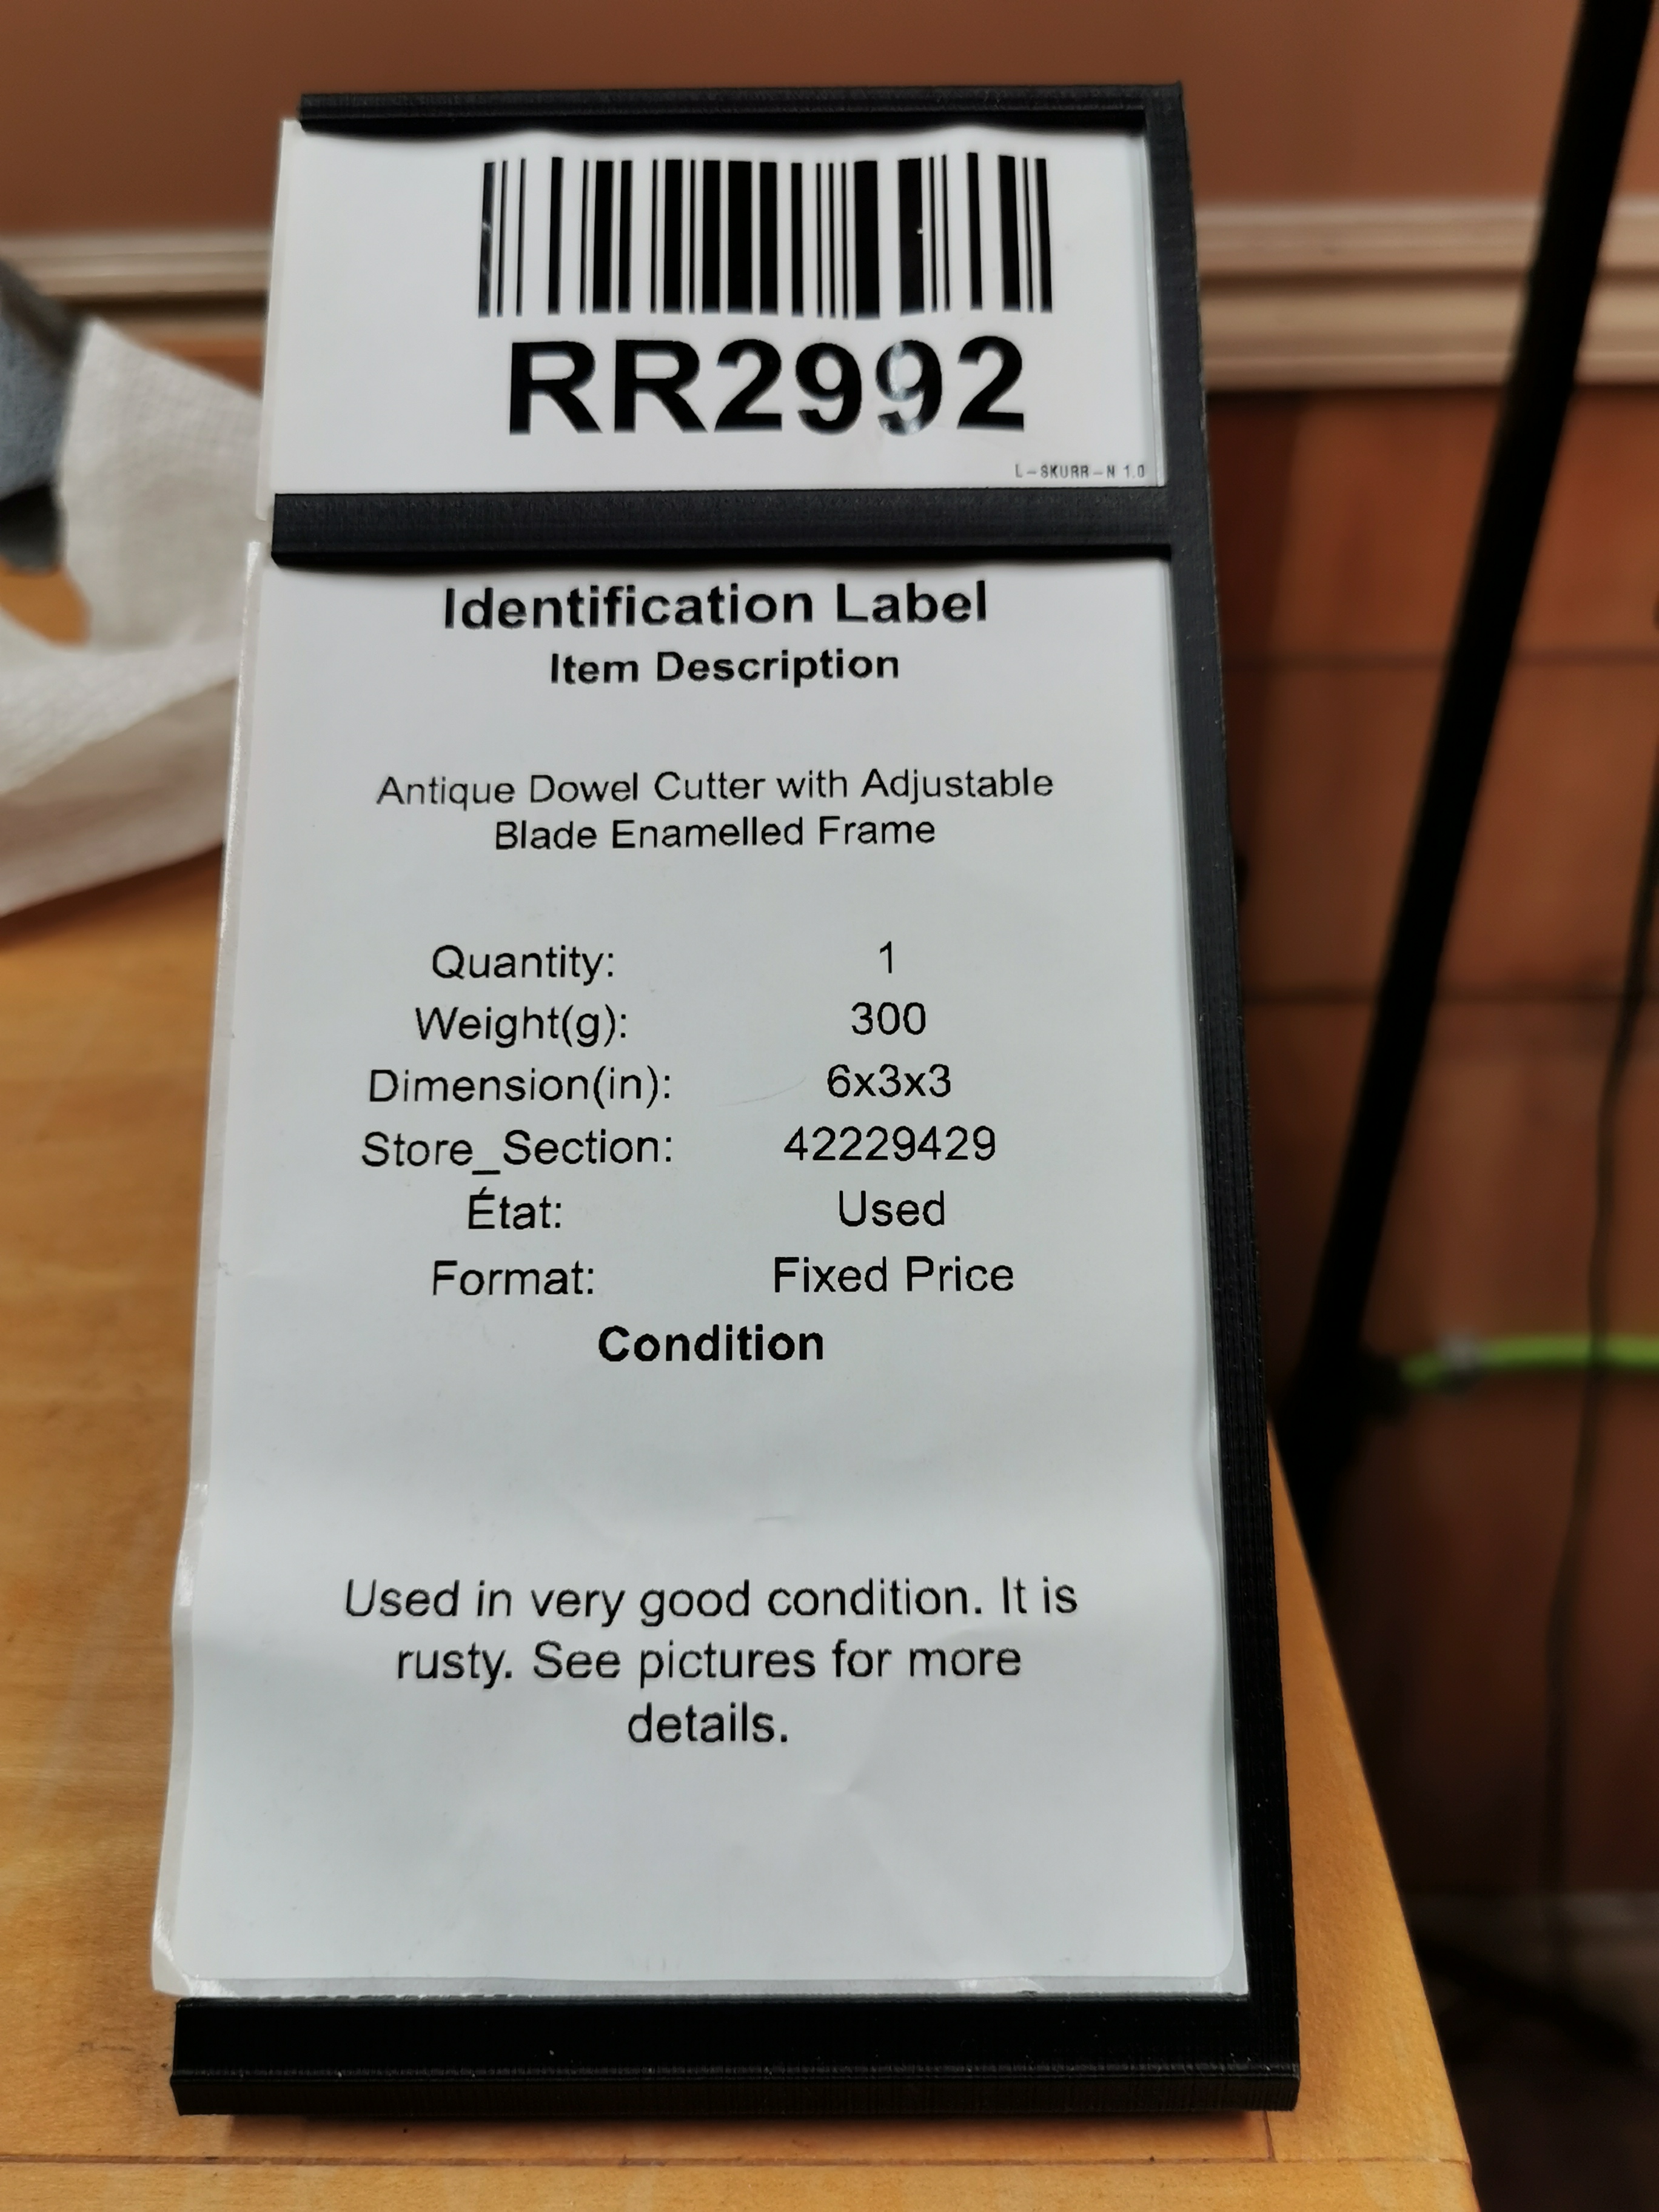 RR2992
L-SKURR-N 1.0
Identification Label
Item Description
Antique Dowel Cutter with Adjustable
Blade Enamelled Frame
Quantity: 1
Weight(g): 300
Dimension(in): 6x3x3
Store_Section: 42229429
État: Used
Format: Fixed Price
Condition
Used in very good condition. It is
rusty. See pictures for more
details.